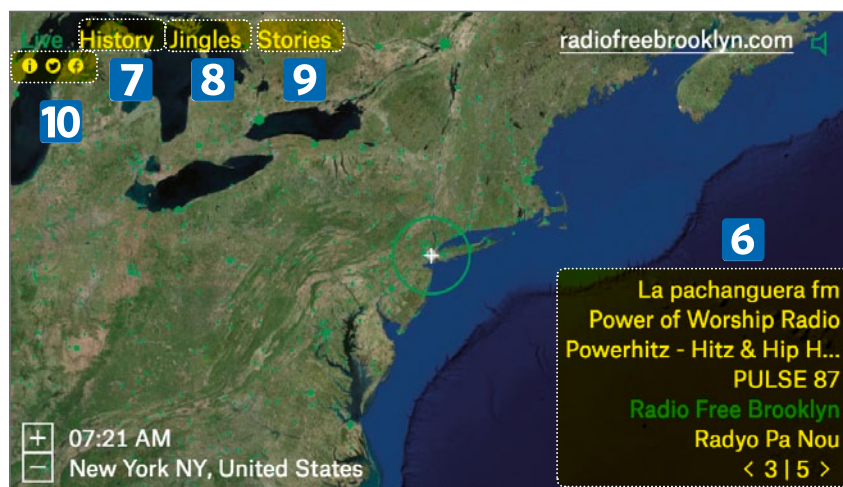 Live History Jingles Stories
radiofreebrooklyn.com
7 8 9
10
6
La pachanguera fm
Power of Worship Radio
Powerhitz - Hitz & Hip H...
PULSE 87
Radio Free Brooklyn
Radyo Pa Nou
< 3 | 5 >
+ 07:21 AM
− New York NY, United States